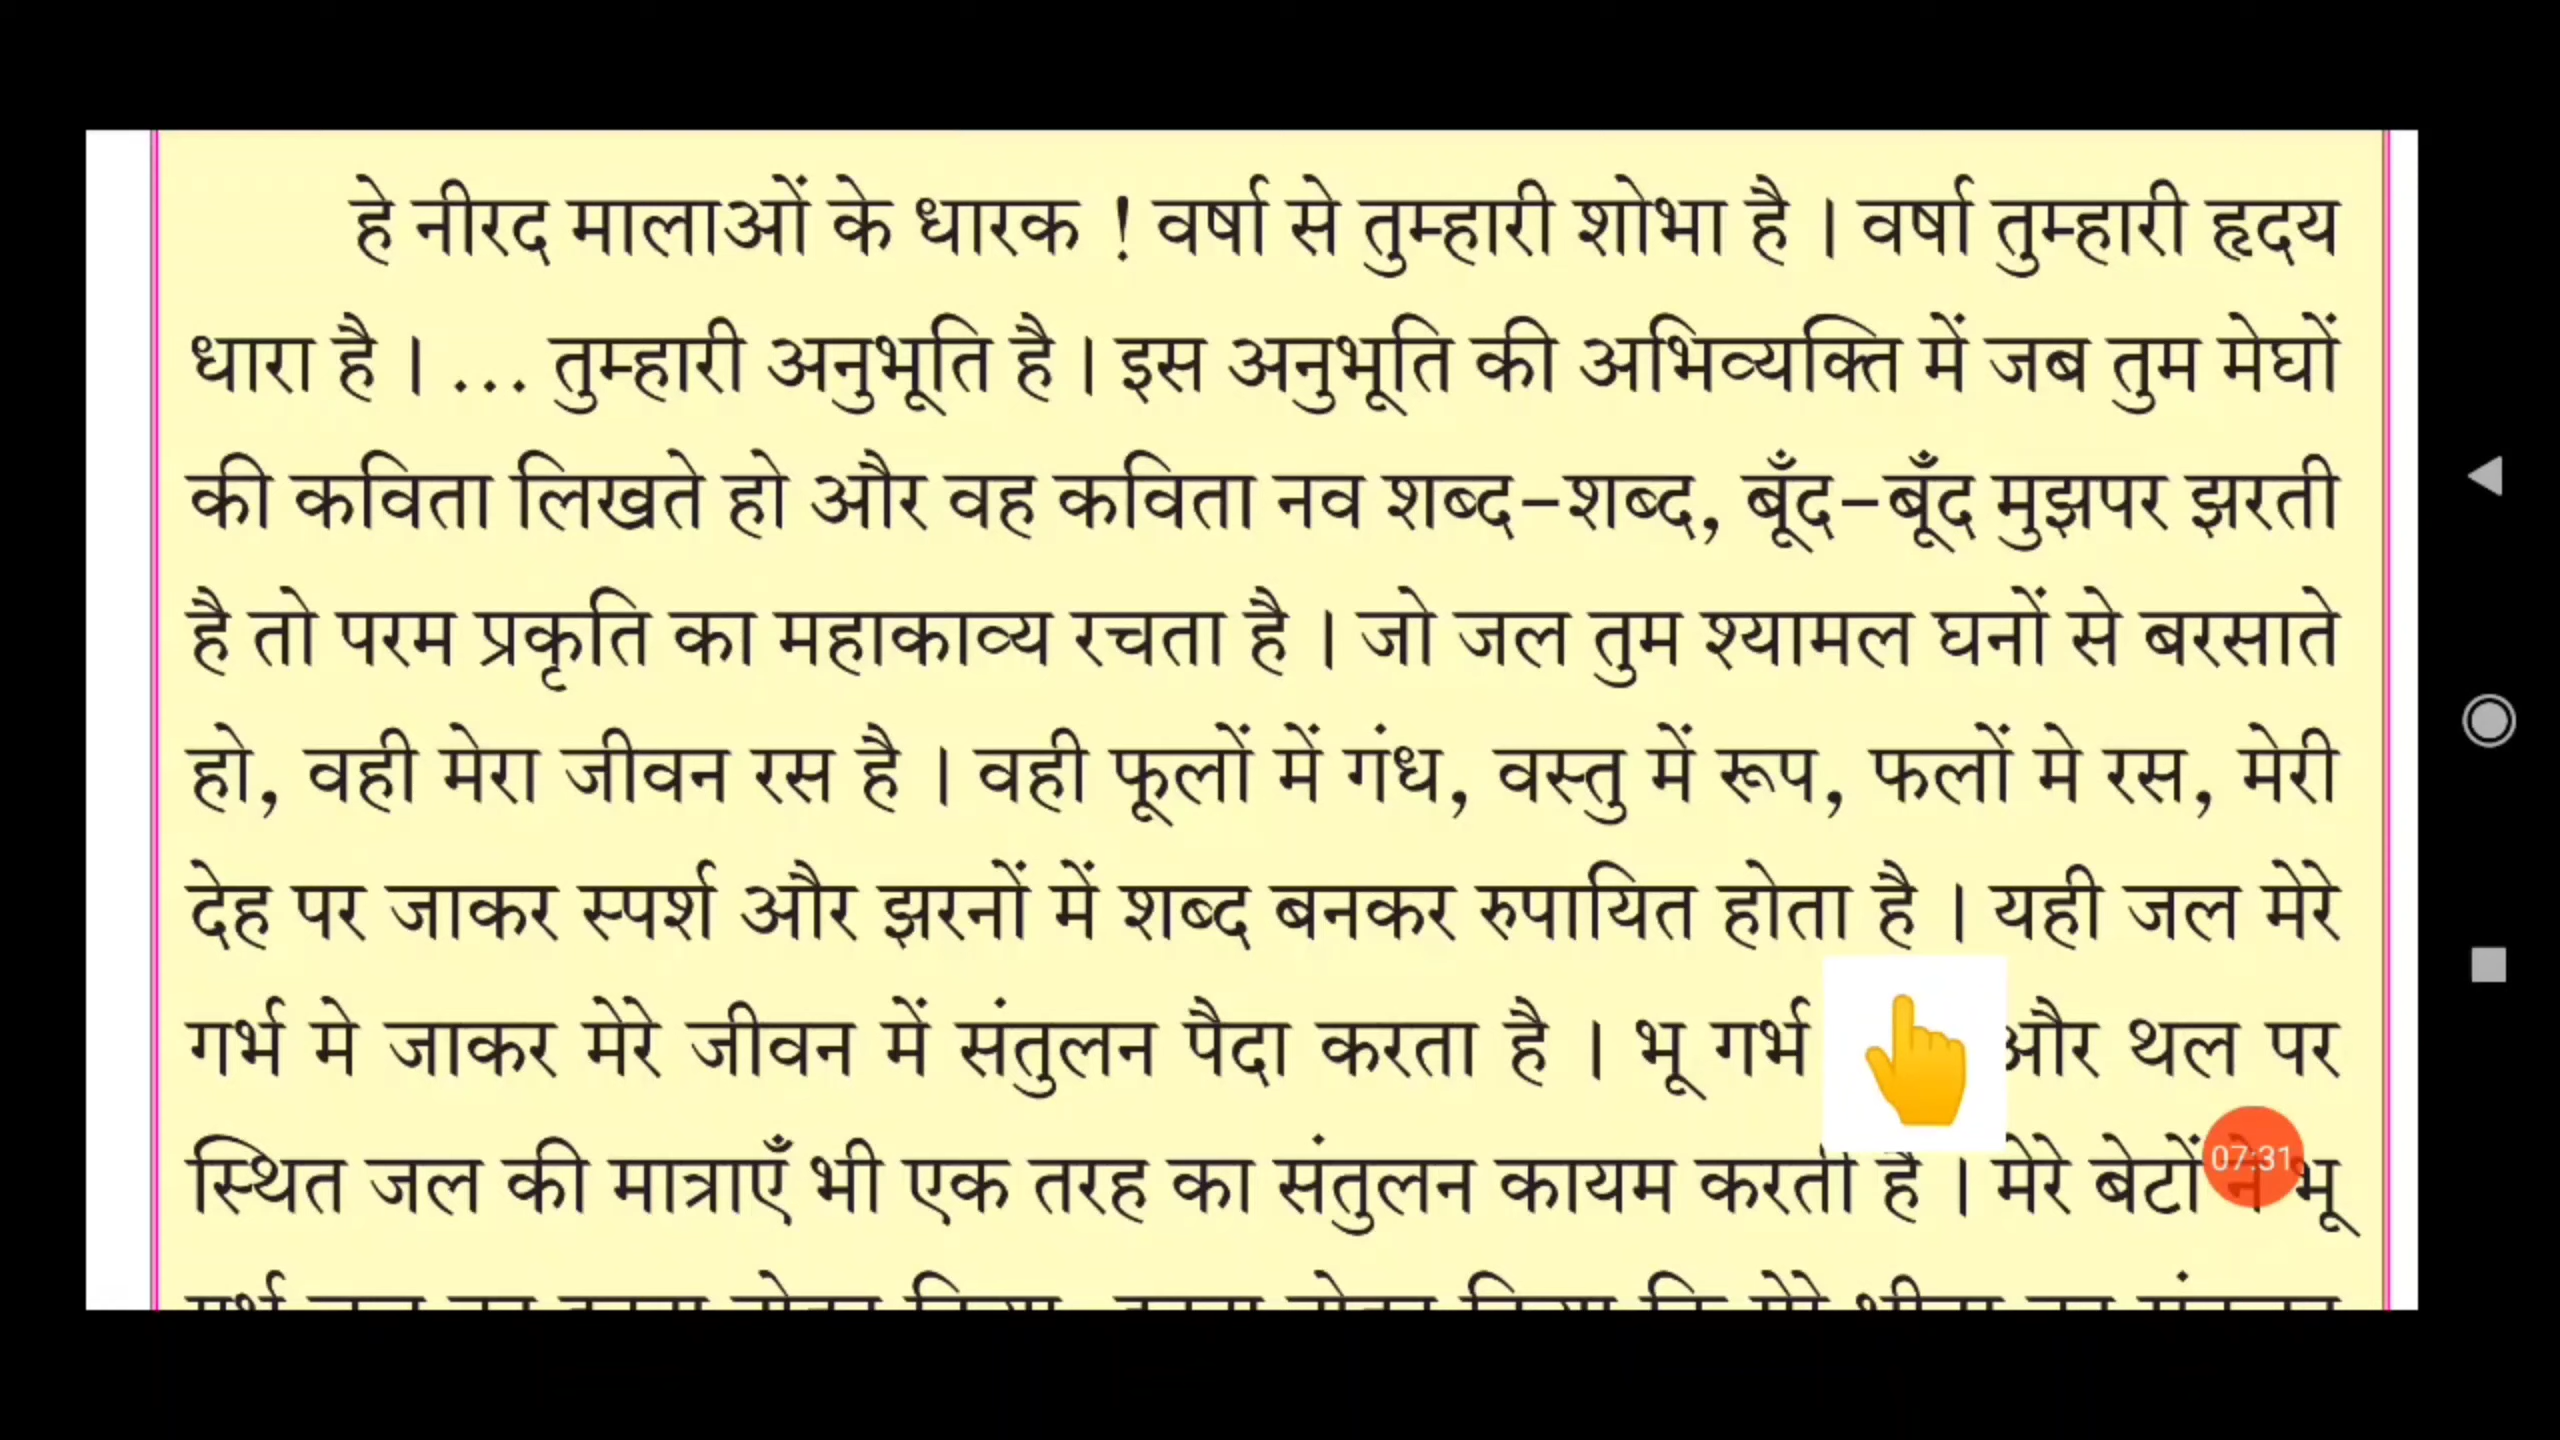 हे नीरद मालाओं के धारक ! वर्षा से तुम्हारी शोभा है । वर्षा तुम्हारी हृदय
धारा है । ... तुम्हारी अनुभूति है । इस अनुभूति की अभिव्यक्ति में जब तुम मेघों
की कविता लिखते हो और वह कविता नव शब्द-शब्द, बूँद-बूँद मुझपर झरती
है तो परम प्रकृति का महाकाव्य रचता है । जो जल तुम श्यामल घनों से बरसाते
हो, वही मेरा जीवन रस है । वही फूलों में गंध, वस्तु में रूप, फलों मे रस, मेरी
देह पर जाकर स्पर्श और झरनों में शब्द बनकर रुपायित होता है । यही जल मेरे
गर्भ मे जाकर मेरे जीवन में संतुलन पैदा करता है । भू गर्भ और थल पर
स्थित जल की मात्राएँ भी एक तरह का संतुलन कायम करती है । मेरे बेटों ने भू
07:31